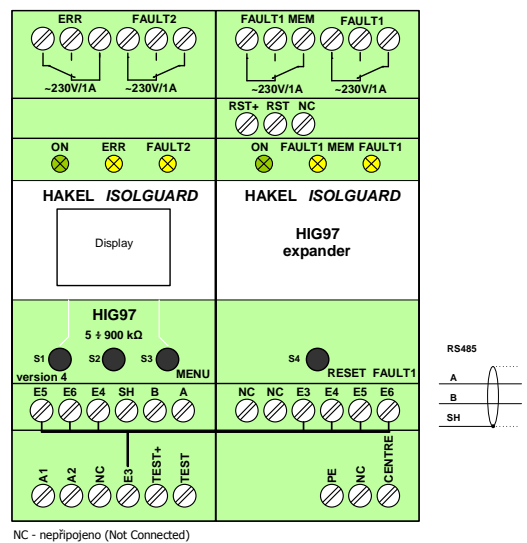 ERR FAULT2 FAULT1 MEM FAULT1
~230V/1A ~230V/1A ~230V/1A ~230V/1A
RST+ RST NC
ON ERR FAULT2 ON FAULT1 MEM FAULT1
HAKEL ISOLGUARD HAKEL ISOLGUARD
Display
HIG97
expander
HIG97
5 ÷ 900 kΩ
S1 S2 S3 S4
version 4 MENU RESET FAULT1
E5 E6 E4 SH B A NC NC E3 E4 E5 E6
A1 A2 NC E3 TEST+ TEST PE NC CENTRE
RS485
A
B
SH
NC - nepřipojeno (Not Connected)